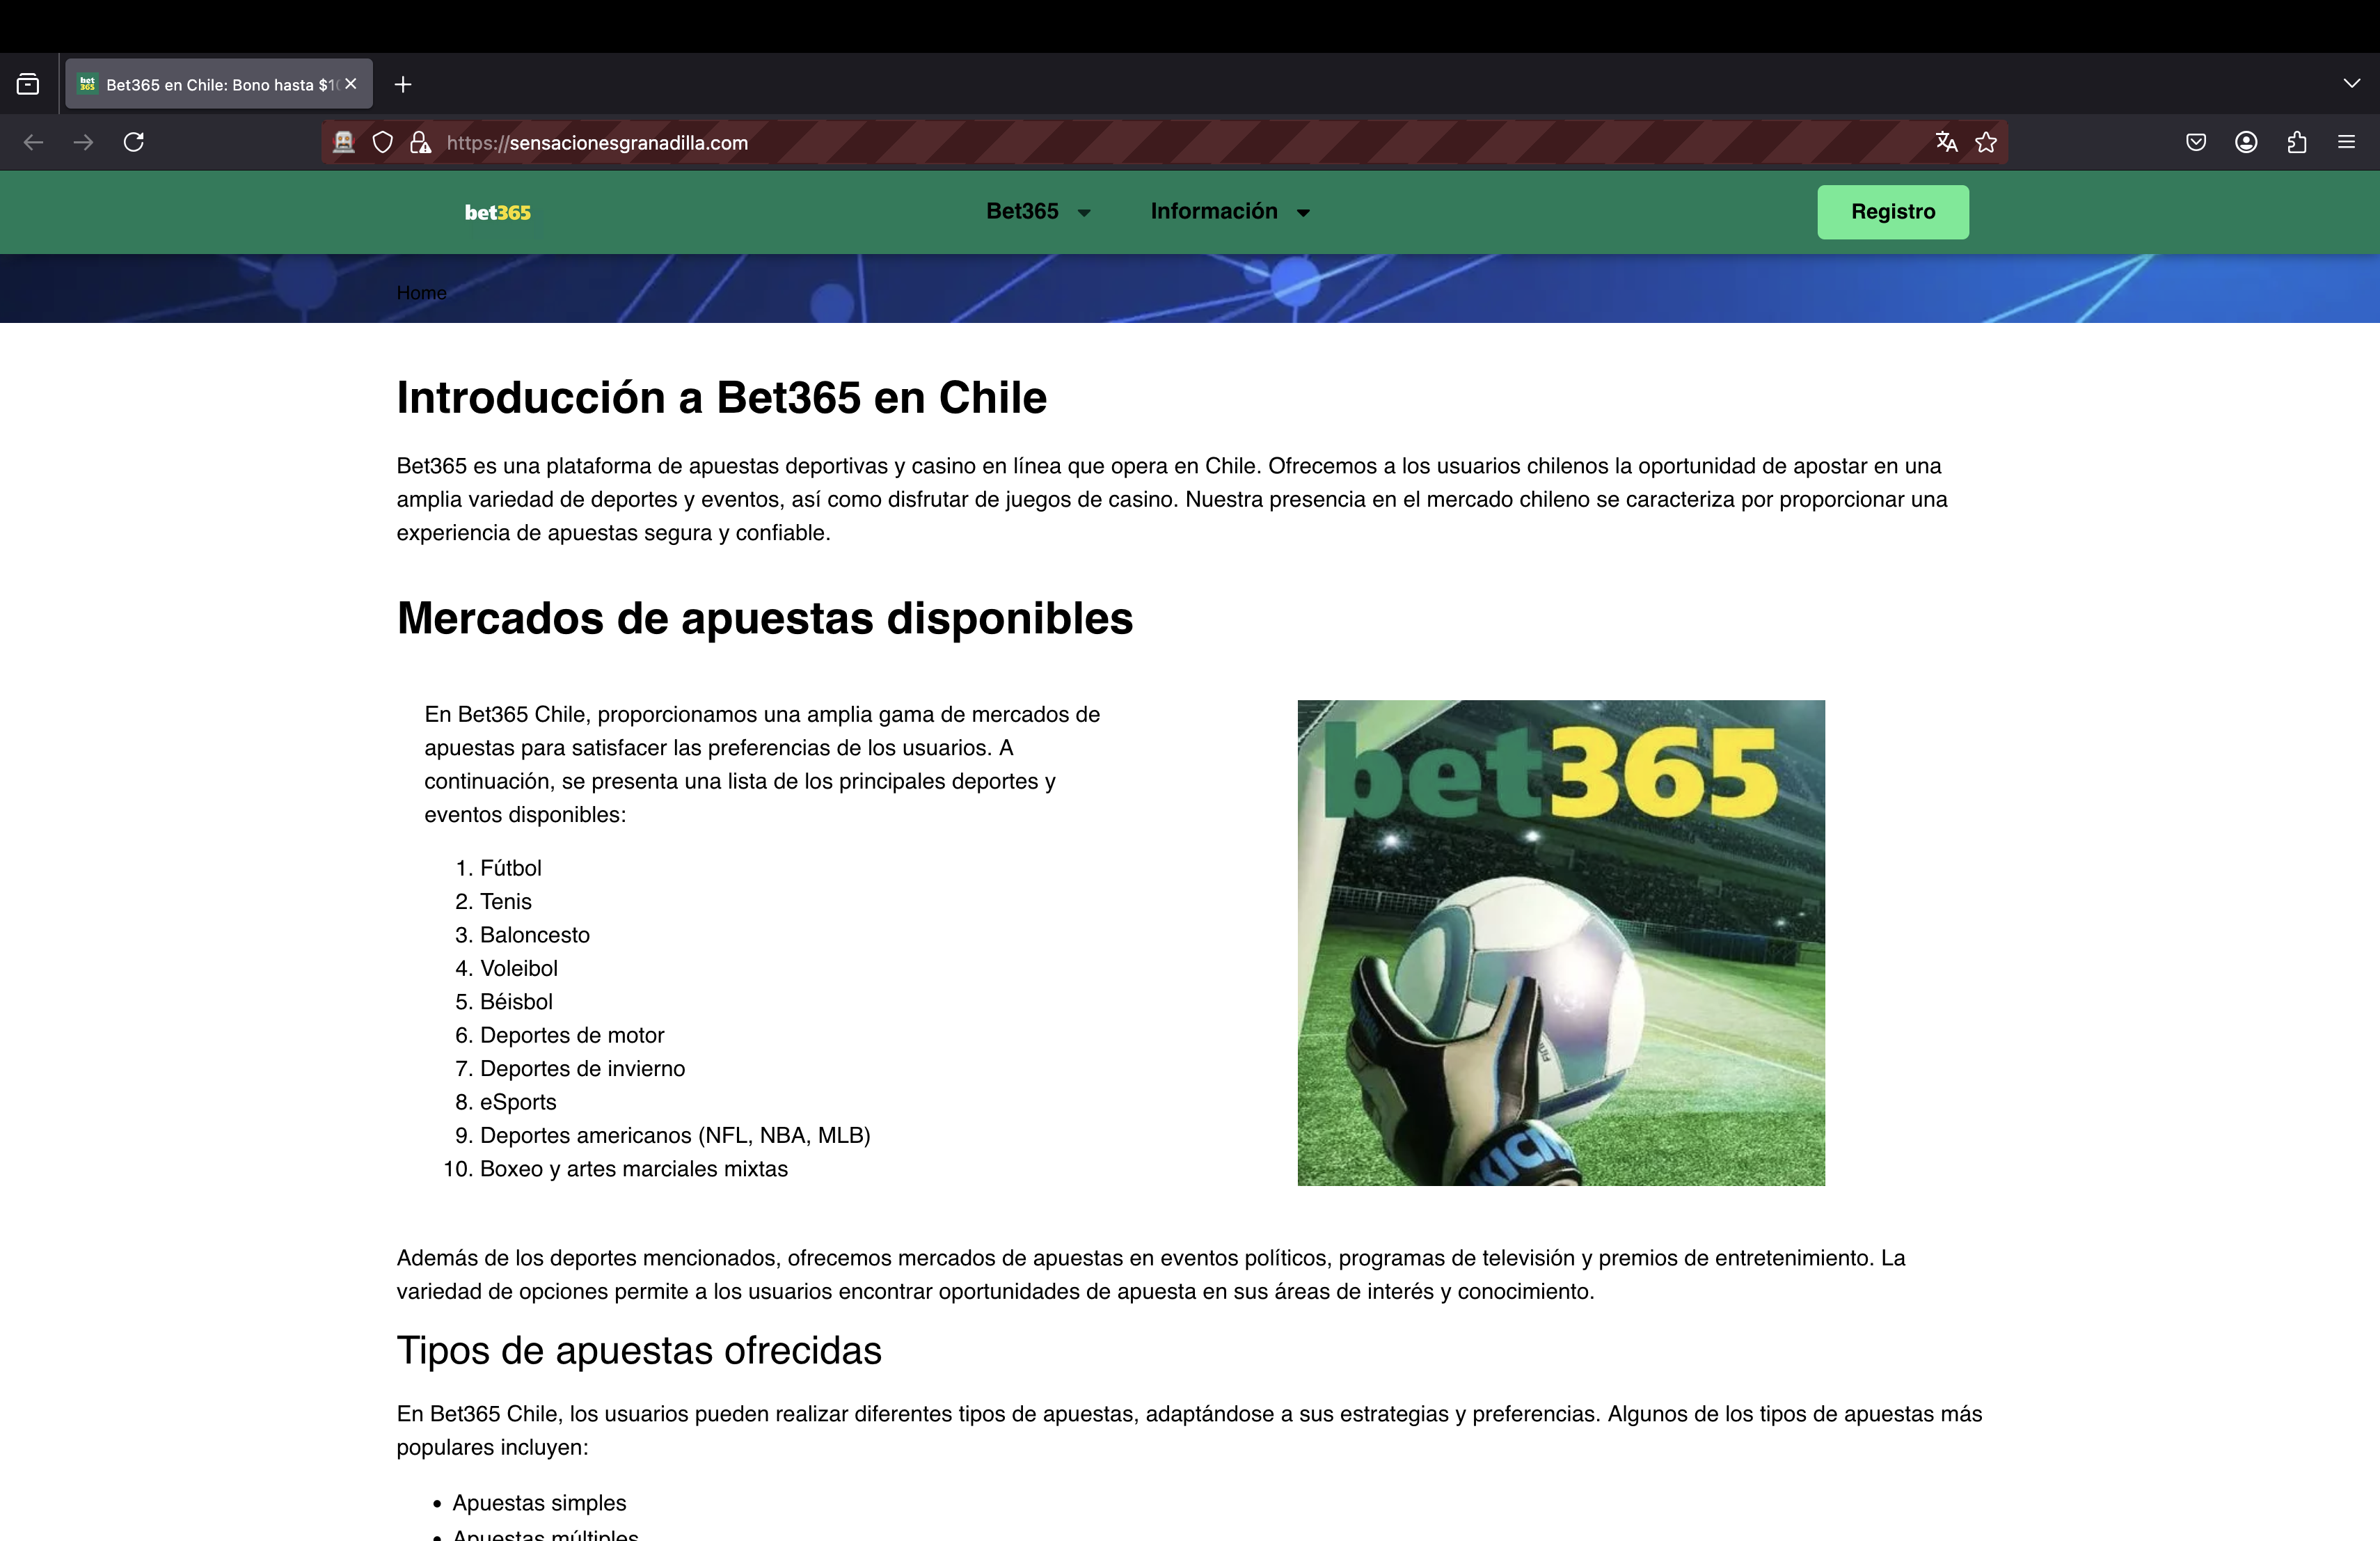 bet
365
Bet365 en Chile: Bono hasta $10
https://sensacionesgranadilla.com
bet365
Bet365
Información
Registro
Home
Introducción a Bet365 en Chile
Bet365 es una plataforma de apuestas deportivas y casino en línea que opera en Chile. Ofrecemos a los usuarios chilenos la oportunidad de apostar en una
amplia variedad de deportes y eventos, así como disfrutar de juegos de casino. Nuestra presencia en el mercado chileno se caracteriza por proporcionar una
experiencia de apuestas segura y confiable.
Mercados de apuestas disponibles
En Bet365 Chile, proporcionamos una amplia gama de mercados de
apuestas para satisfacer las preferencias de los usuarios. A
continuación, se presenta una lista de los principales deportes y
eventos disponibles:
1. Fútbol
2. Tenis
3. Baloncesto
4. Voleibol
5. Béisbol
6. Deportes de motor
7. Deportes de invierno
8. eSports
9. Deportes americanos (NFL, NBA, MLB)
10. Boxeo y artes marciales mixtas
bet365
Además de los deportes mencionados, ofrecemos mercados de apuestas en eventos políticos, programas de televisión y premios de entretenimiento. La
variedad de opciones permite a los usuarios encontrar oportunidades de apuesta en sus áreas de interés y conocimiento.
Tipos de apuestas ofrecidas
En Bet365 Chile, los usuarios pueden realizar diferentes tipos de apuestas, adaptándose a sus estrategias y preferencias. Algunos de los tipos de apuestas más
populares incluyen:
• Apuestas simples
• Apuestas múltiples